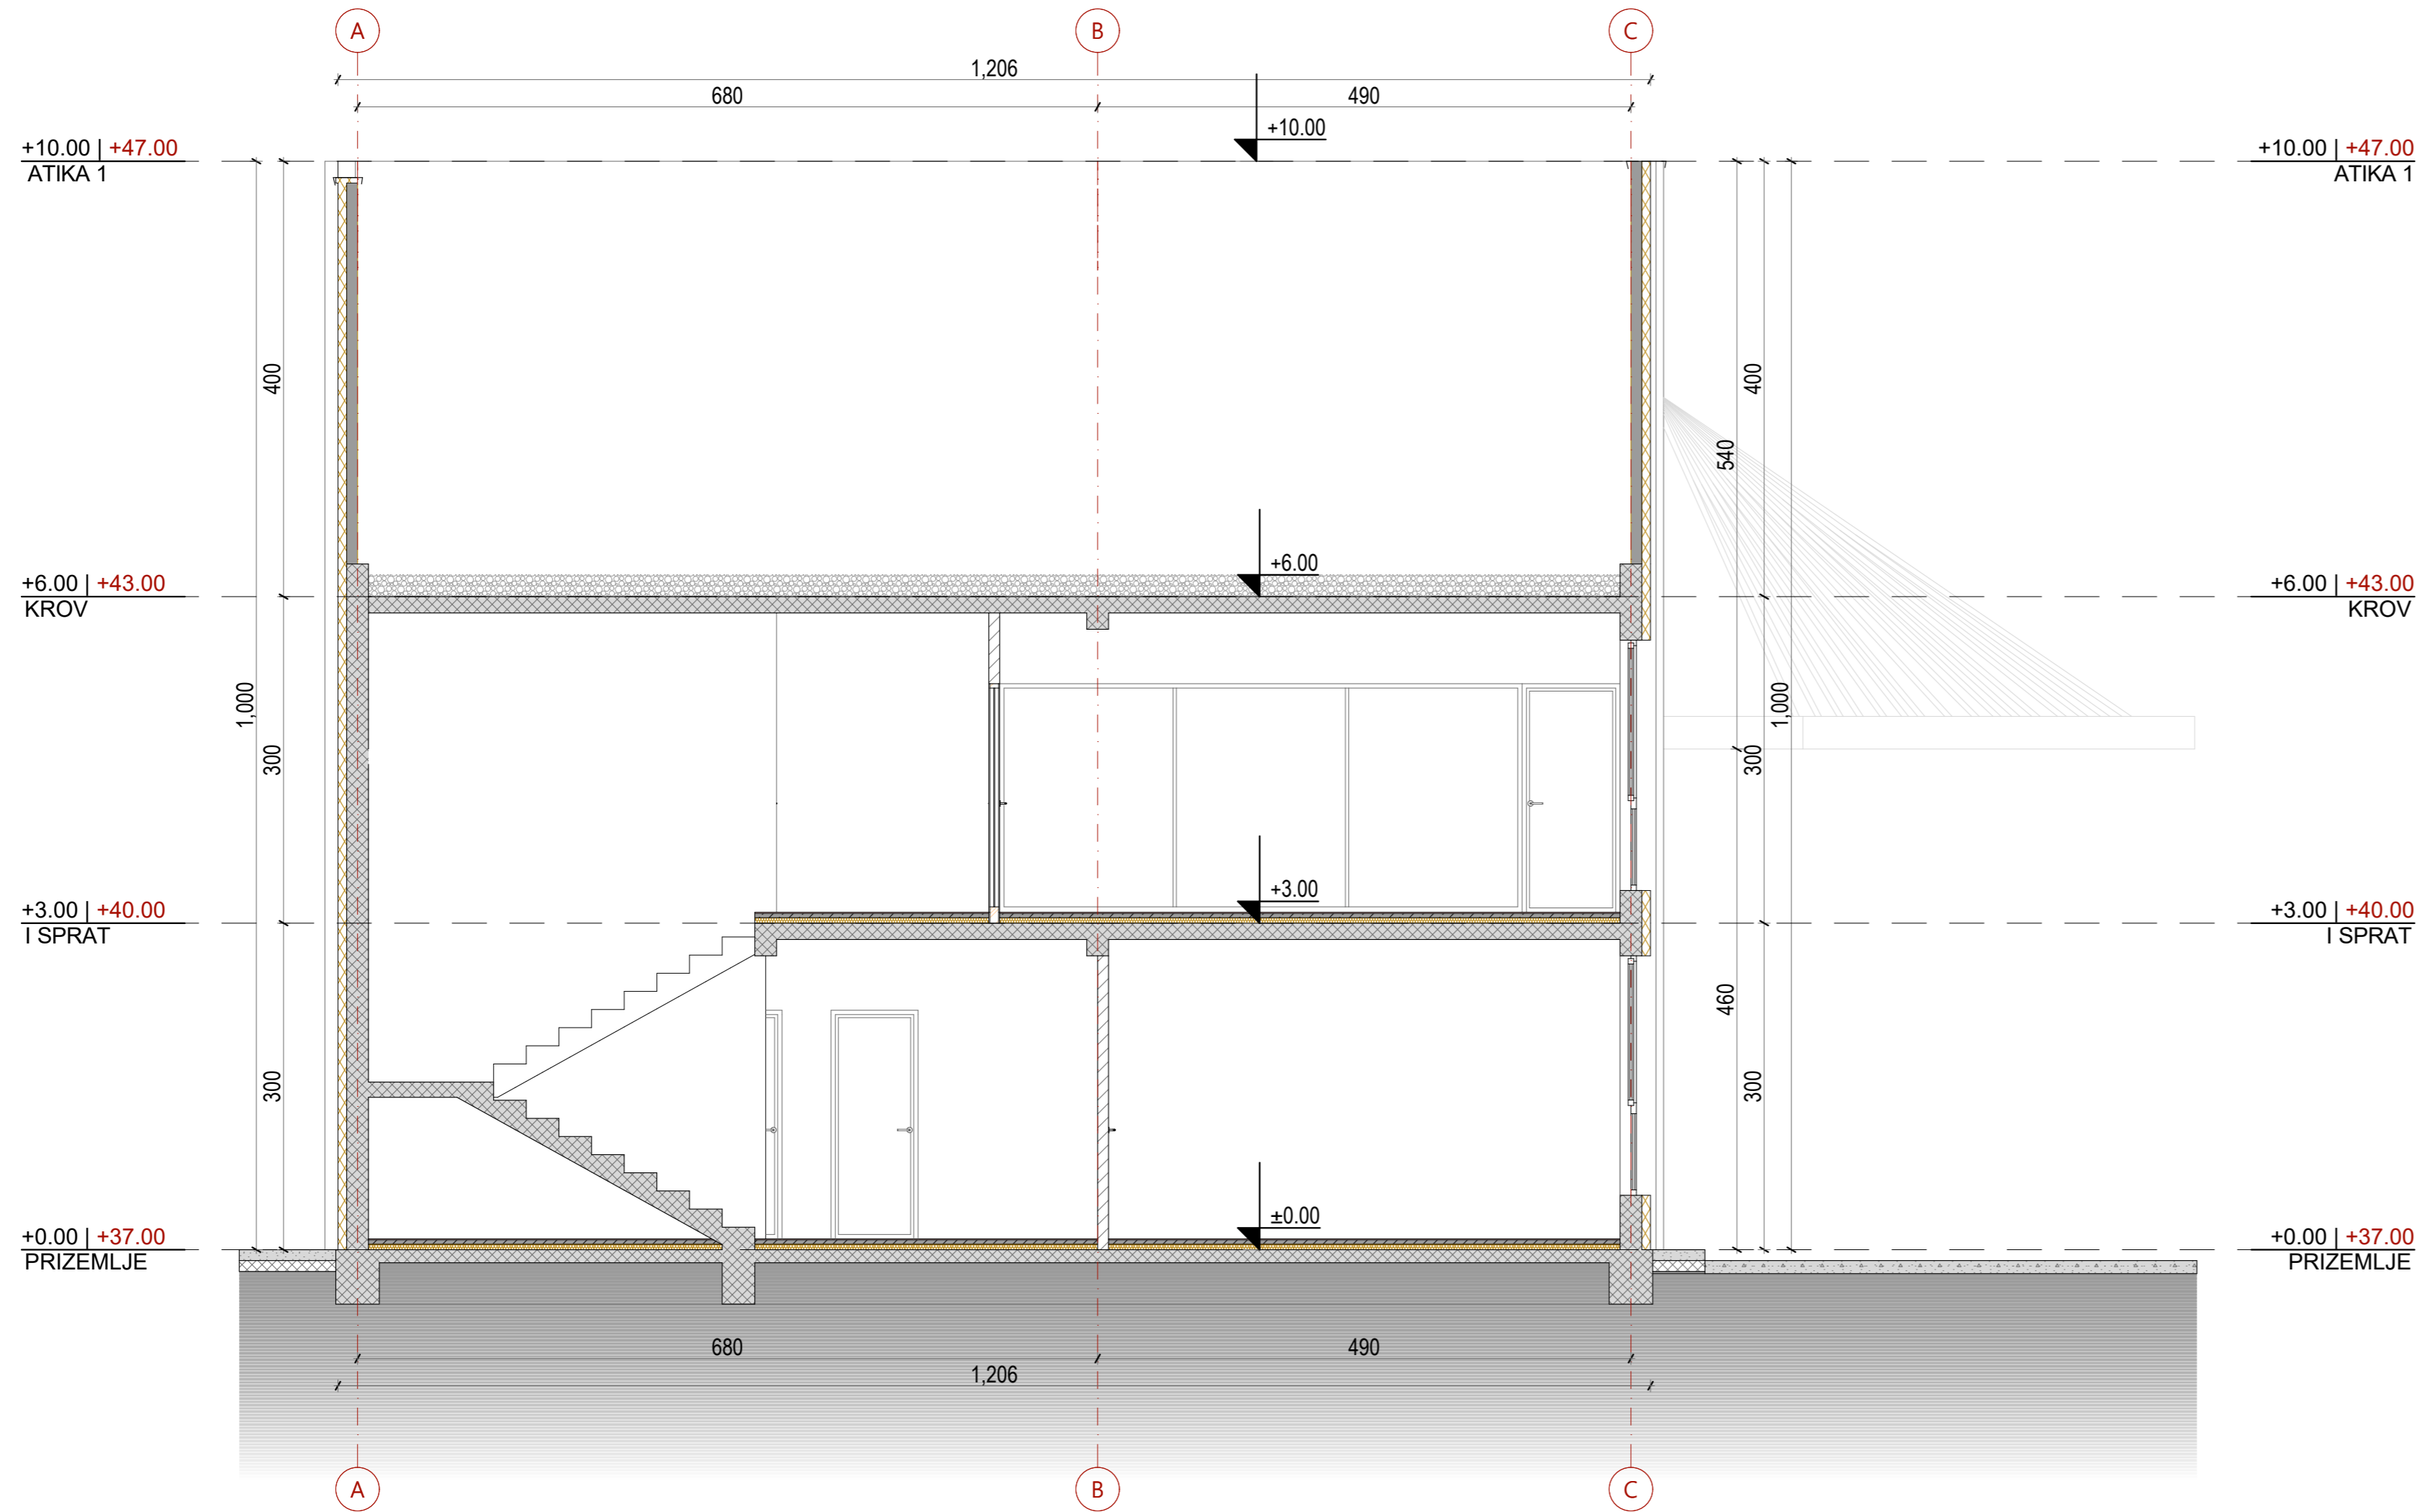 A B C
1,206
680 490
+10.00
+10.00 | +47.00
ATIKA 1
+10.00 | +47.00
ATIKA 1
400
400
540
+6.00
+6.00 | +43.00
KROV
+6.00 | +43.00
KROV
1,000
300
1,000
300
+3.00
+3.00 | +40.00
I SPRAT
+3.00 | +40.00
I SPRAT
460
300
300
±0.00
+0.00 | +37.00
PRIZEMLJE
+0.00 | +37.00
PRIZEMLJE
680 490
1,206
A B C